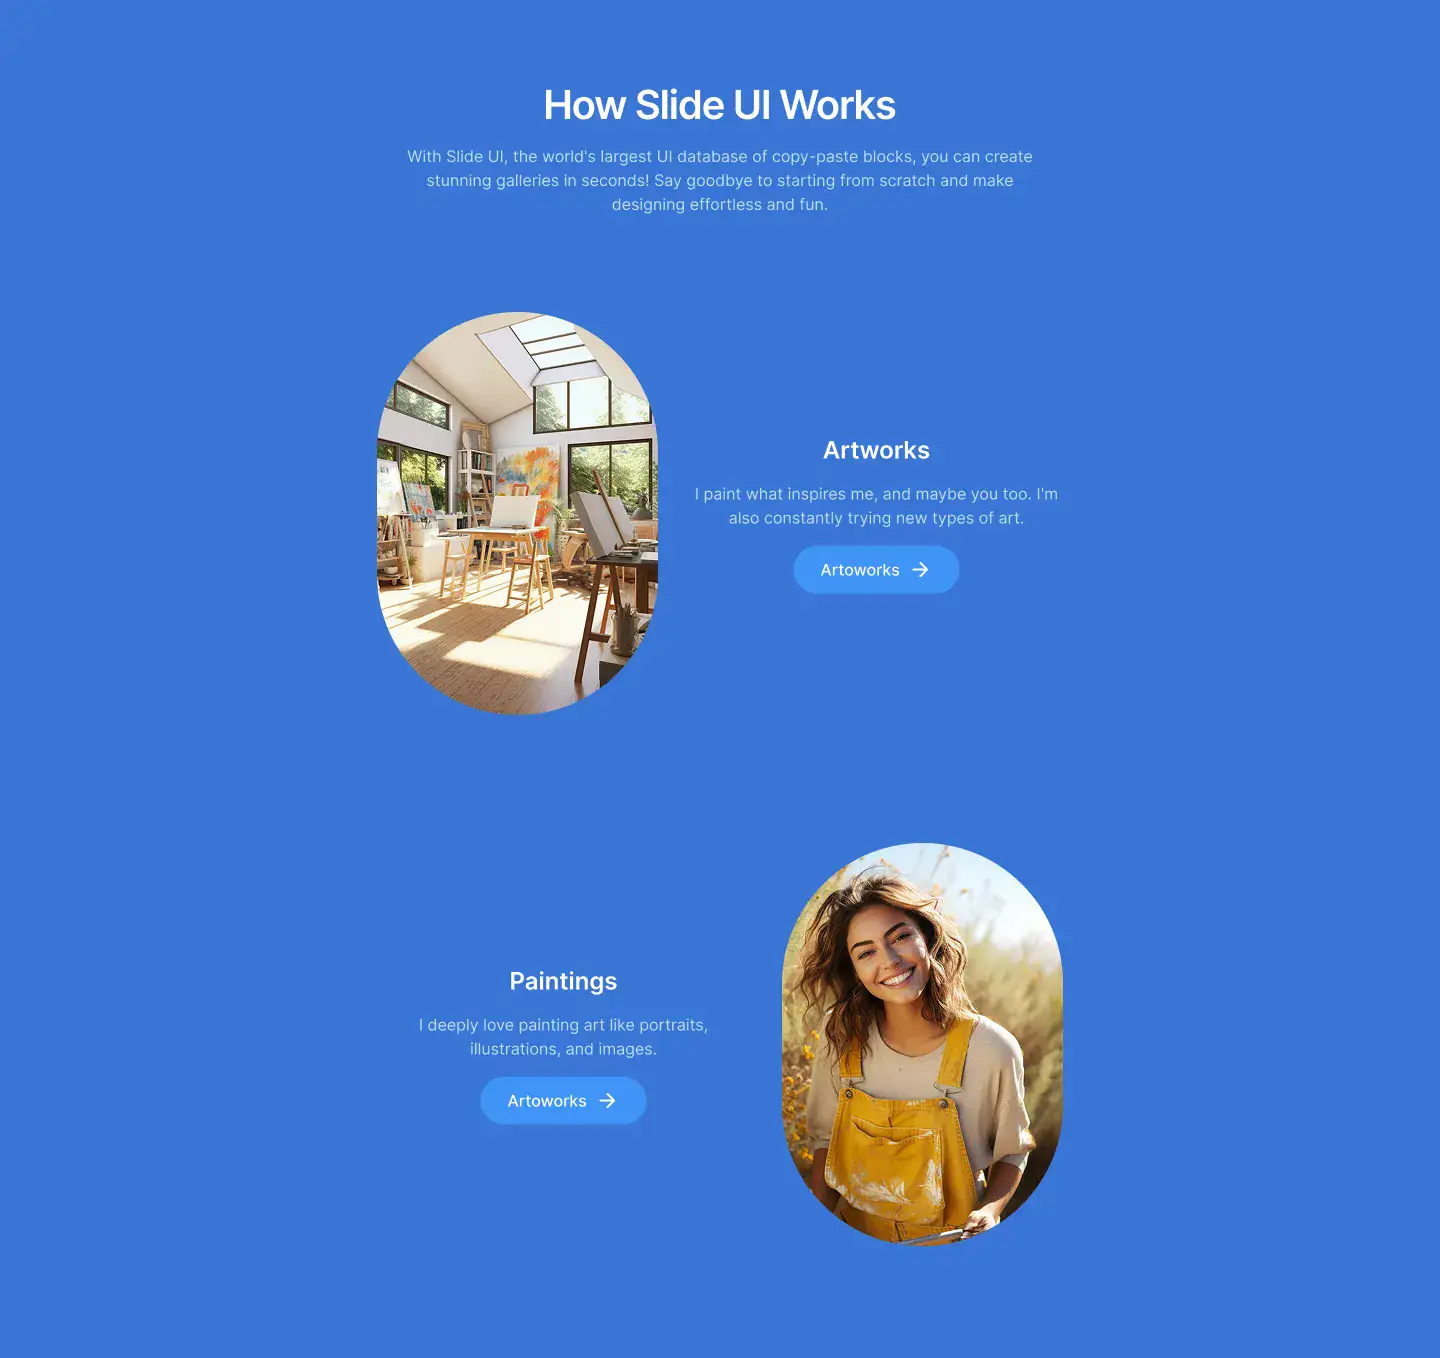 How Slide UI Works
With Slide UI, the world's largest UI database of copy-paste blocks, you can create
stunning galleries in seconds! Say goodbye to starting from scratch and make
designing effortless and fun.
Artworks
I paint what inspires me, and maybe you too. I'm
also constantly trying new types of art.
Artoworks
Paintings
I deeply love painting art like portraits,
illustrations, and images.
Artoworks